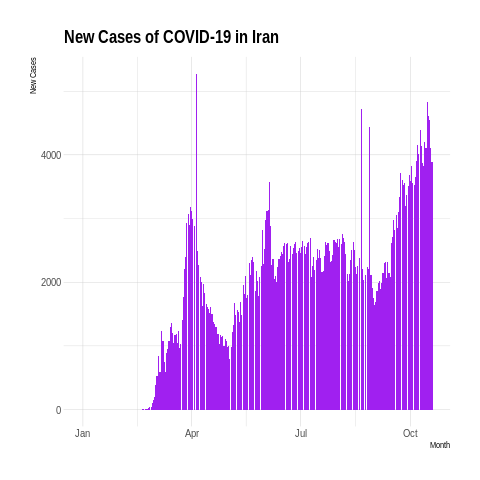 New Cases of COVID-19 in Iran
New Cases
4000
2000
0
Jan Apr Jul Oct
Month